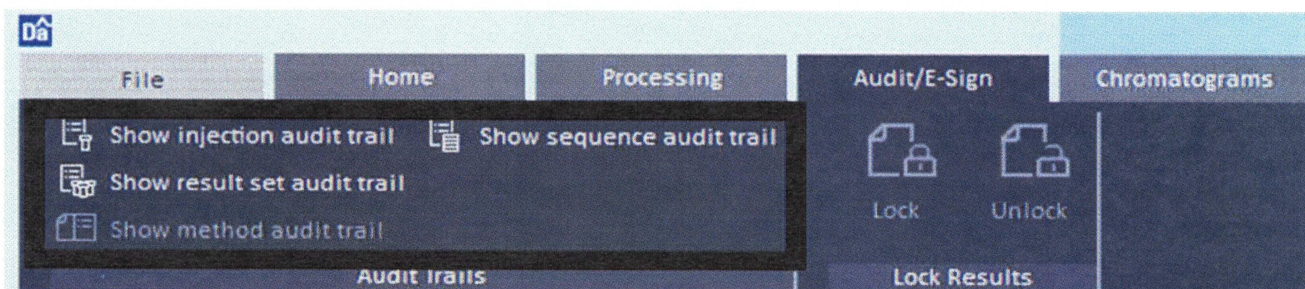 Da
File Home Processing Audit/E-Sign Chromatograms
Show injection audit trail Show sequence audit trail
Show result set audit trail
Show method audit trail
Lock Unlock
Audit Trails Lock Results